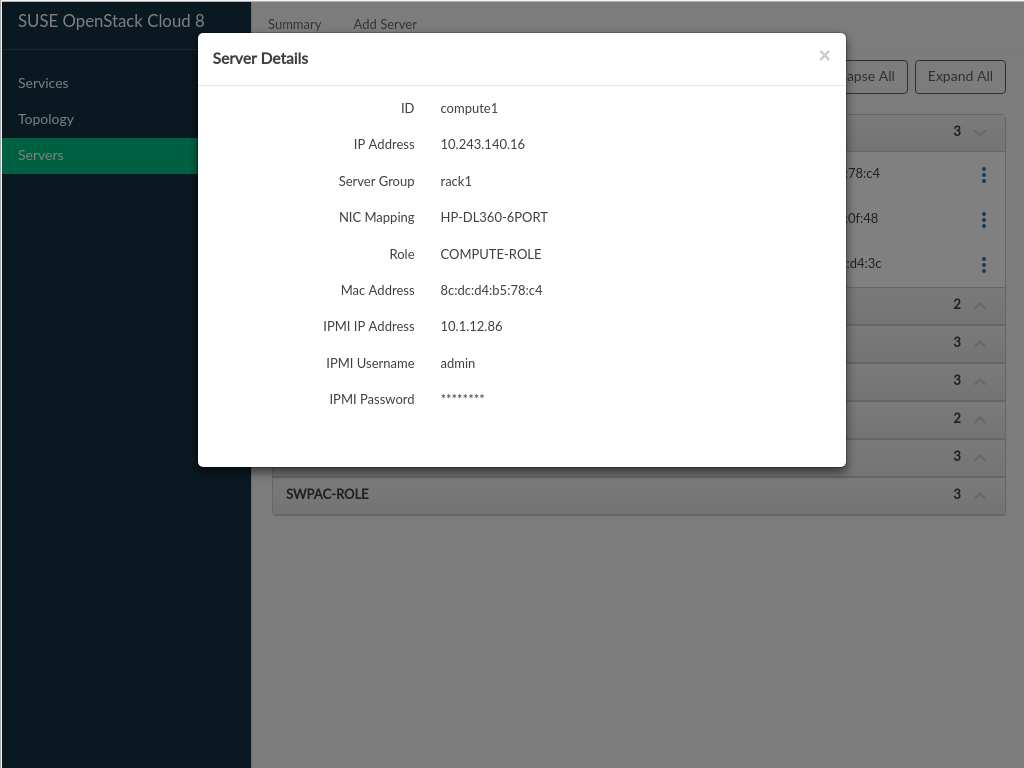 SUSE OpenStack Cloud 8
Summary Add Server
Server Details ×
Services
Topology
Servers
apse All Expand All
ID compute1
IP Address 10.243.140.16
Server Group rack1
NIC Mapping HP-DL360-6PORT
Role COMPUTE-ROLE
Mac Address 8c:dc:d4:b5:78:c4
IPMI IP Address 10.1.12.86
IPMI Username admin
IPMI Password ********
3
:78:c4
:0f:48
:d4:3c
2
3
3
2
3
SWPAC-ROLE 3